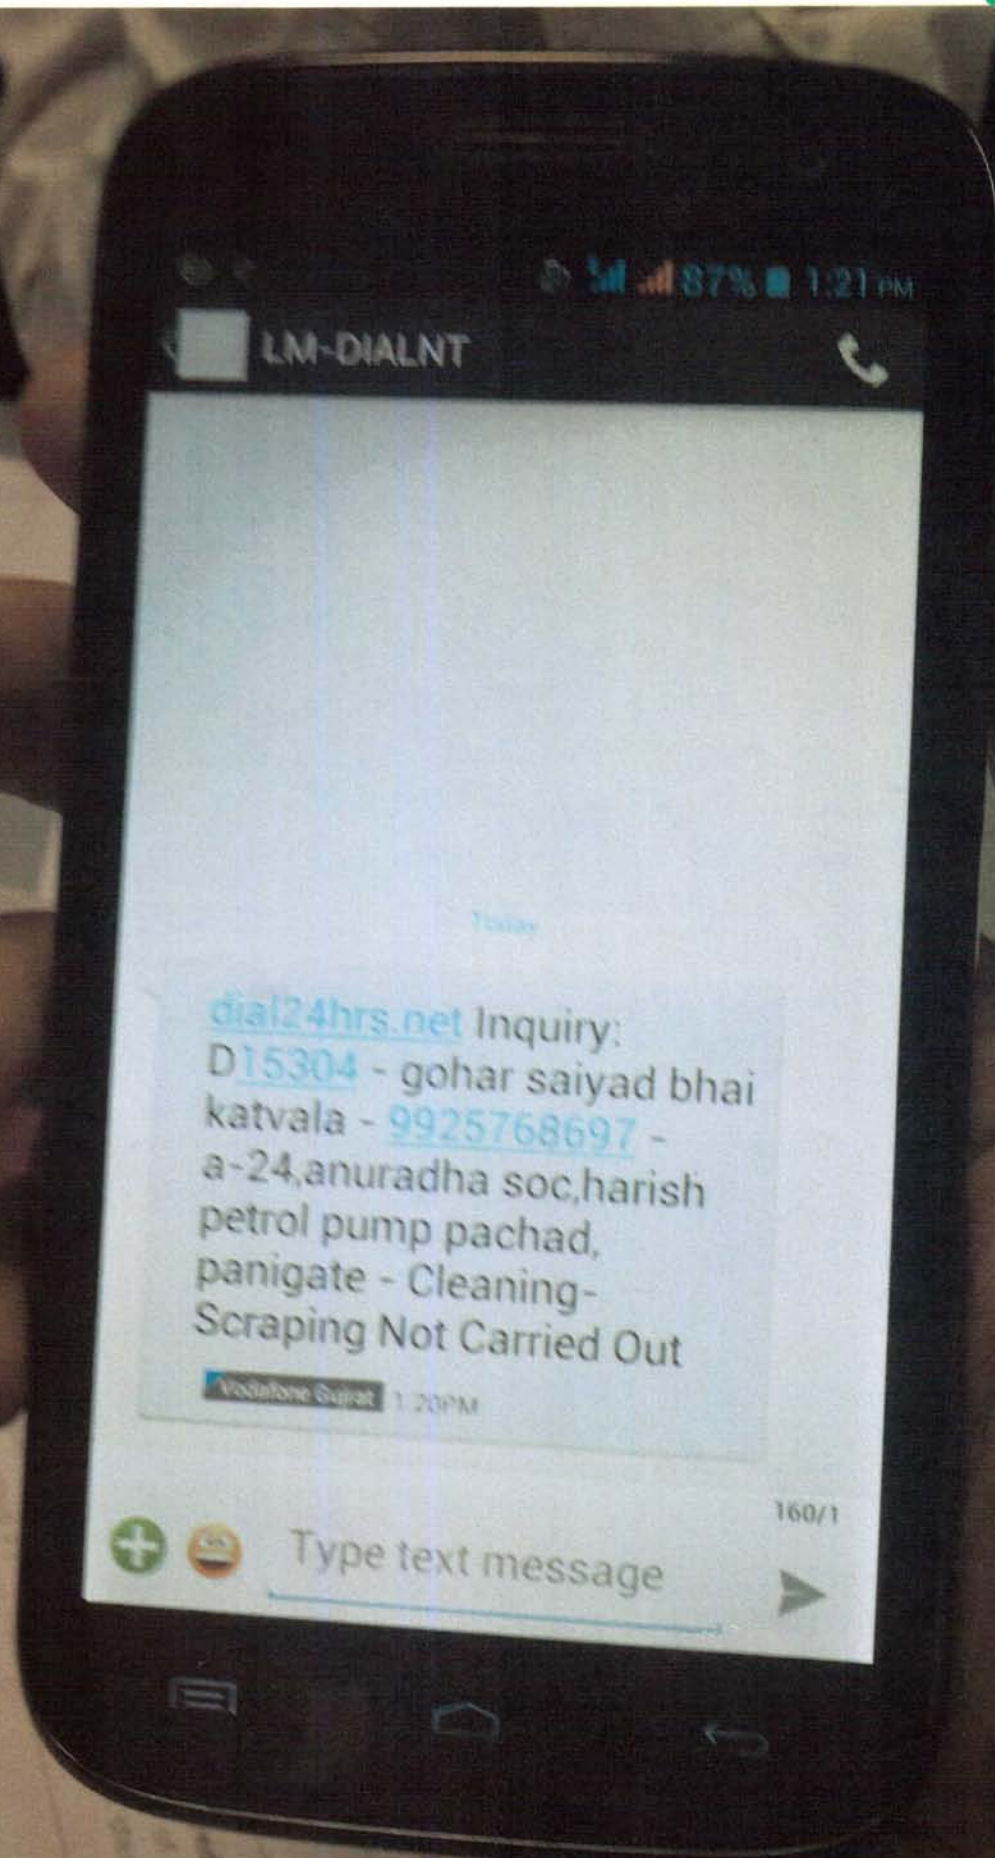 87% 1:21 PM
LM-DIALNT
Today
dial24hrs.net Inquiry:
D15304 - gohar saiyad bhai
katvala - 9925768697 -
a-24,anuradha soc,harish
petrol pump pachad,
panigate - Cleaning-
Scraping Not Carried Out
Vodafone Gujrat 1:20PM
160/1
Type text message